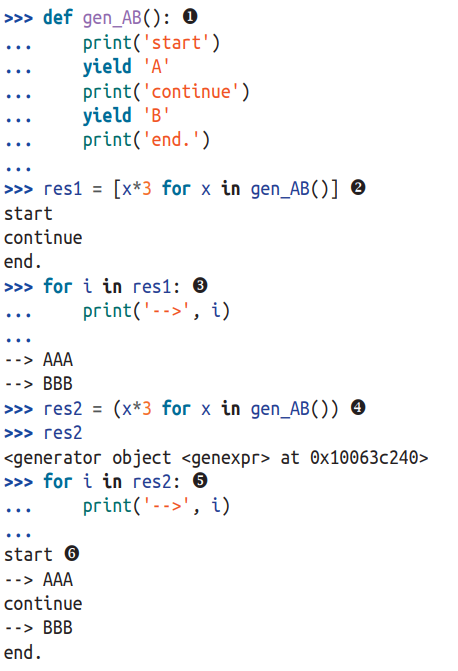 >>> def gen_AB(): ❶
...     print('start')
...     yield 'A'
...     print('continue')
...     yield 'B'
...     print('end.')
...
>>> res1 = [x*3 for x in gen_AB()] ❷
start
continue
end.
>>> for i in res1: ❸
...     print('-->', i)
...
--> AAA
--> BBB
>>> res2 = (x*3 for x in gen_AB()) ❹
>>> res2
<generator object <genexpr> at 0x10063c240>
>>> for i in res2: ❺
...     print('-->', i)
...
start ❻
--> AAA
continue
--> BBB
end.